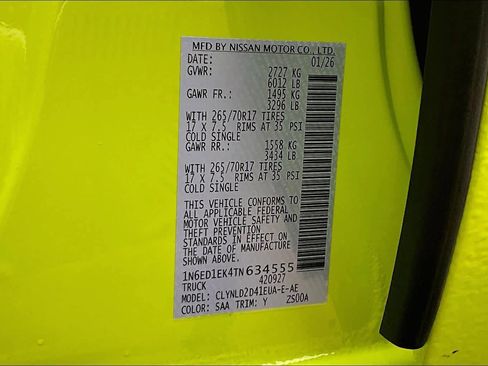 MFD BY NISSAN MOTOR CO., LTD.
DATE: 01/26
GVWR: 2727 KG
6012 LB
GAWR FR.: 1495 KG
3296 LB
WITH 265/70R17 TIRES
17 X 7.5 RIMS AT 35 PSI
COLD SINGLE
GAWR RR.: 1558 KG
3434 LB
WITH 265/70R17 TIRES
17 X 7.5 RIMS AT 35 PSI
COLD SINGLE
THIS VEHICLE CONFORMS TO
ALL APPLICABLE FEDERAL
MOTOR VEHICLE SAFETY AND
THEFT PREVENTION
STANDARDS IN EFFECT ON
THE DATE OF MANUFACTURE
SHOWN ABOVE.
1N6ED1EK4TN634555
TRUCK 420927
MODEL: CLYNLD2D41EUA-E-AE
COLOR: SAA TRIM: Y ZS00A